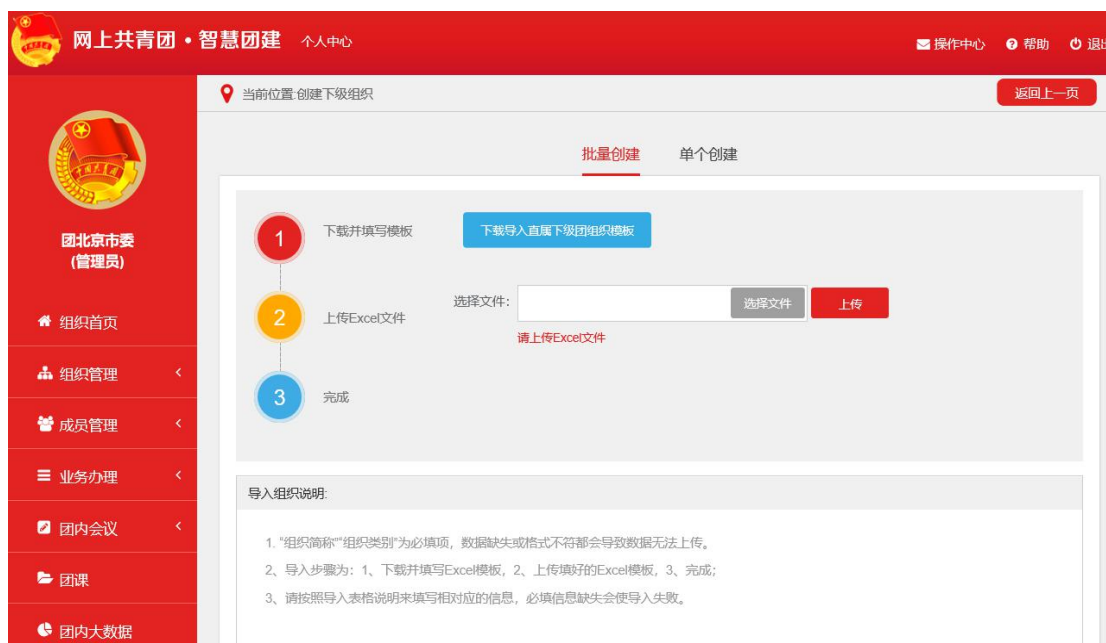 网上共青团·智慧团建 个人中心 操作中心 帮助 退出
当前位置:创建下级组织 返回上一页
批量创建 单个创建
团北京市委
(管理员)
组织首页
组织管理
成员管理
业务办理
团内会议
团课
团内大数据
1 下载并填写模板 下载导入直属下级团组织模板
2 上传Excel文件 选择文件: 选择文件 上传
请上传Excel文件
3 完成
导入组织说明:
1. "组织简称""组织类别"为必填项，数据缺失或格式不符都会导致数据无法上传。
2、导入步骤为：1、下载并填写Excel模板，2、上传填好的Excel模板，3、完成;
3、请按照导入表格说明来填写相对应的信息，必填信息缺失会使导入失败。